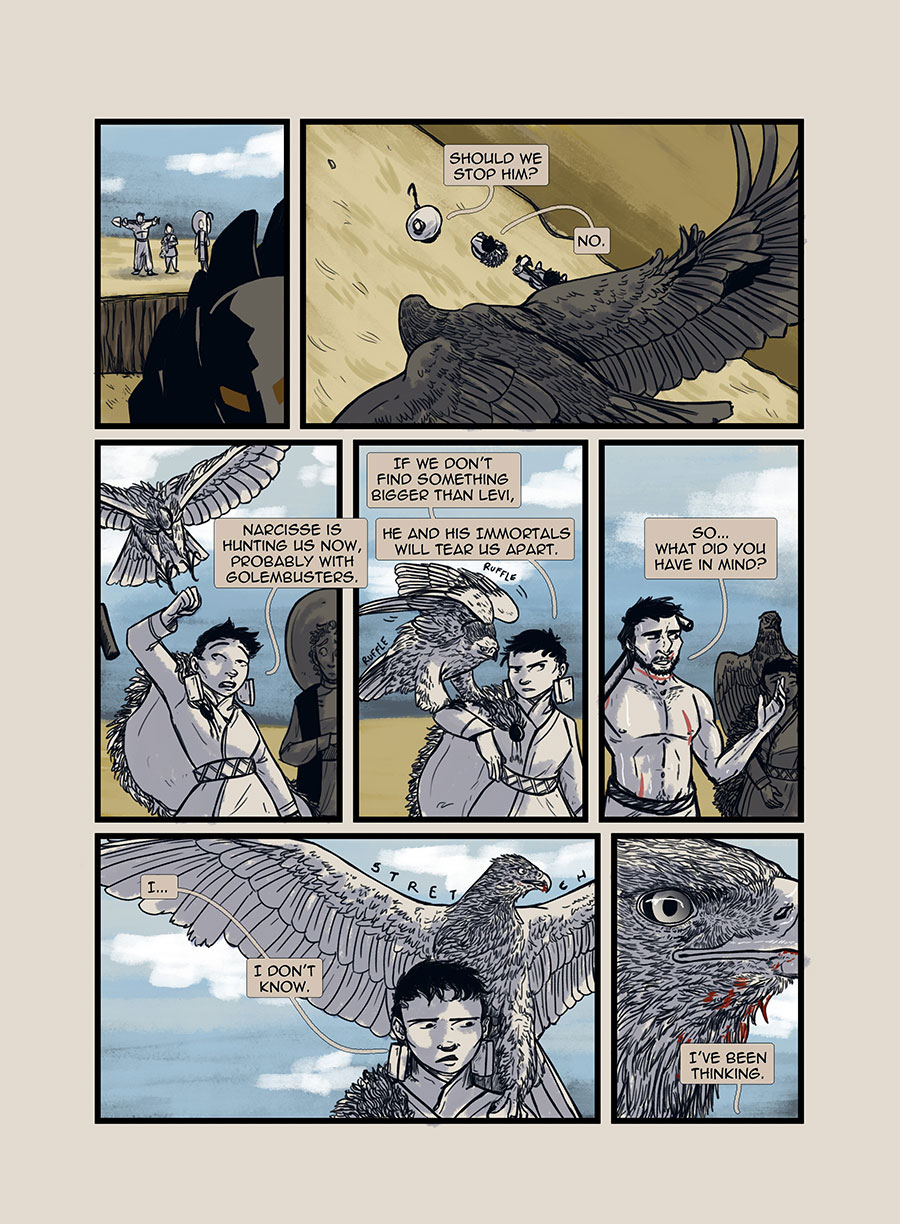 SHOULD WE
STOP HIM?
NO.
NARCISSE IS
HUNTING US NOW,
PROBABLY WITH
GOLEMBUSTERS.
IF WE DON'T
FIND SOMETHING
BIGGER THAN LEVI,
HE AND HIS IMMORTALS
WILL TEAR US APART.
RUFFLE
RUFFLE
SO...
WHAT DID YOU
HAVE IN MIND?
STRETCH
I...
I DON'T
KNOW.
I'VE BEEN
THINKING.